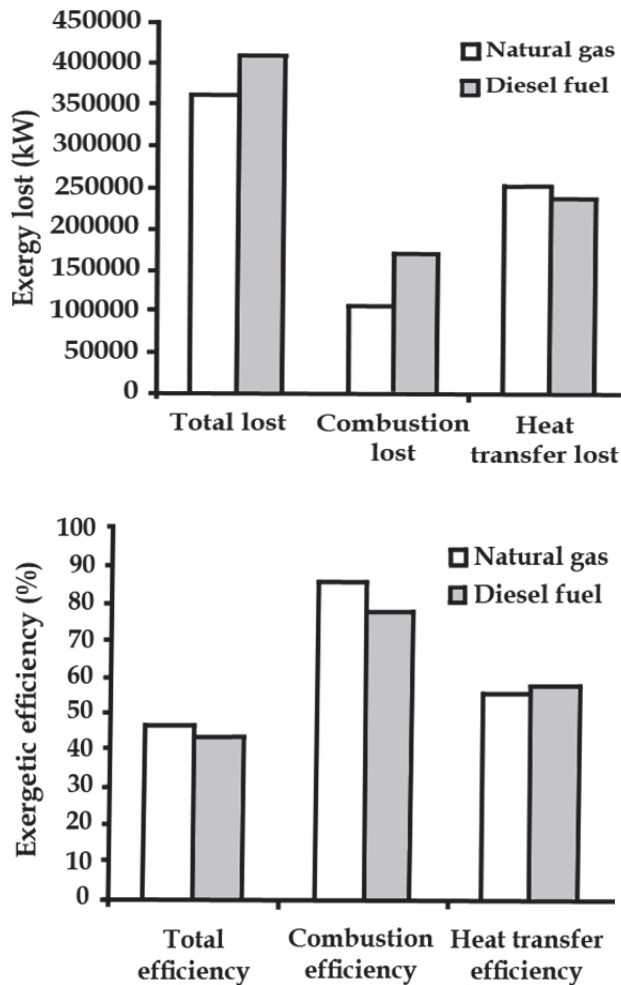 450000
400000
350000
300000
250000
200000
150000
100000
50000
0
Exergy lost (kW)
Natural gas
Diesel fuel
Total lost
Combustion
lost
Heat
transfer lost
100
90
80
70
60
50
40
30
20
10
0
Exergetic efficiency (%)
Natural gas
Diesel fuel
Total
efficiency
Combustion
efficiency
Heat transfer
efficiency